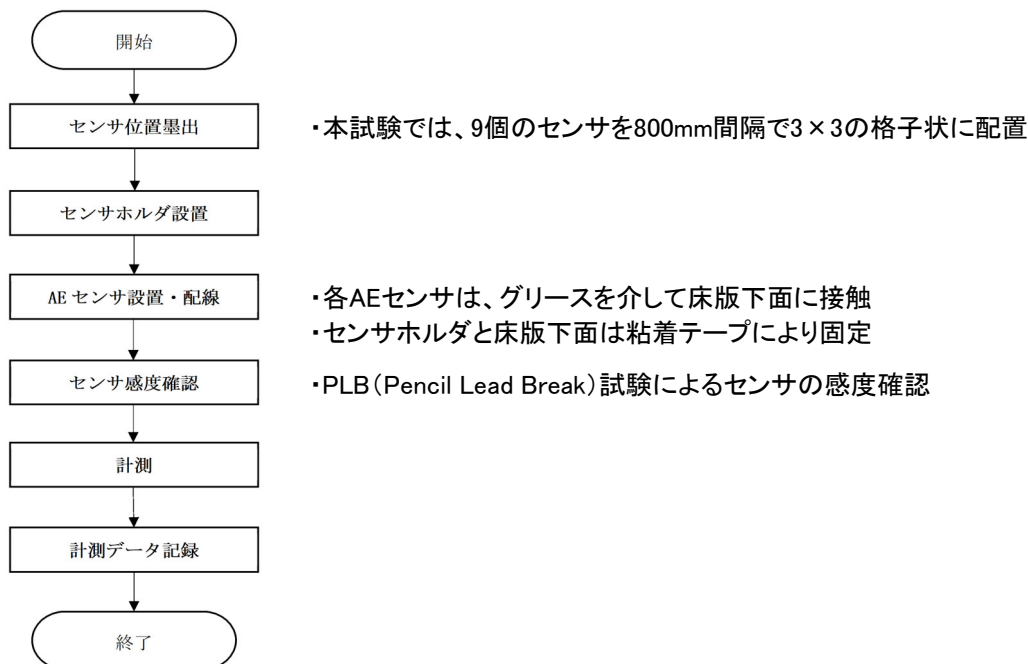 開始
センサ位置墨出
・本試験では、9個のセンサを800mm間隔で3×3の格子状に配置
センサホルダ設置
AEセンサ設置・配線
・各AEセンサは、グリースを介して床版下面に接触
・センサホルダと床版下面は粘着テープにより固定
センサ感度確認
・PLB（Pencil Lead Break）試験によるセンサの感度確認
計測
計測データ記録
終了